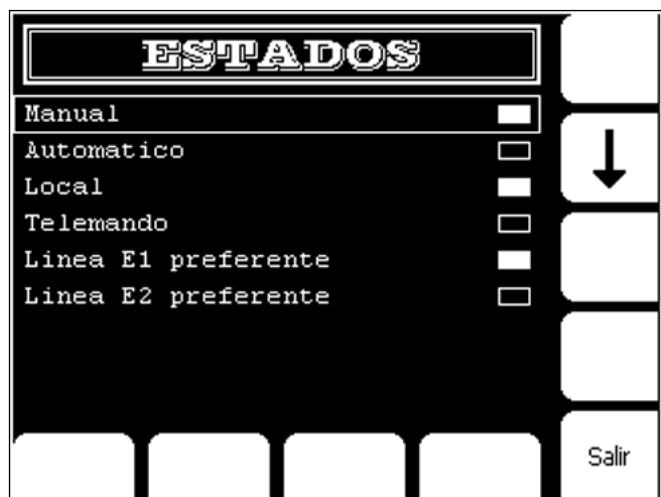 ESTADOS
Manual
Automatico
Local
Telemando
Linea E1 preferente
Linea E2 preferente
Salir